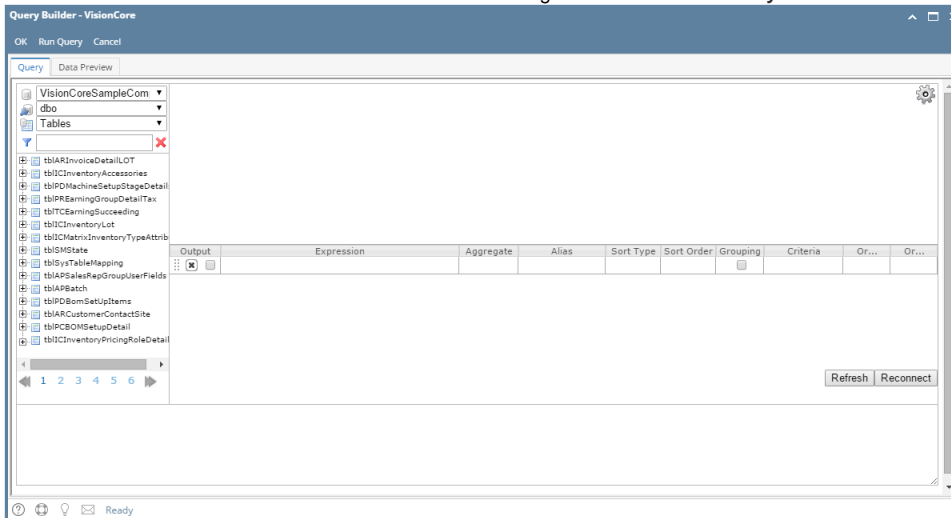 Query Builder - VisionCore
OK Run Query Cancel
Query Data Preview
VisionCoreSampleCom
dbo
Tables
tblARInvoiceDetailLOT
tblICInventoryAccessories
tblPDMachineSetupStageDetail
tblPREarningGroupDetailTax
tblTCEarningSucceeding
tblICInventoryLot
tblICMatrixInventoryTypeAttrib
tblSMState
tblSysTableMapping
tblAPSalesRepGroupUserFields
tblAPBatch
tblPDBomSetUpItems
tblARCustomerContactSite
tblPCBOMSetupDetail
tblICInventoryPricingRoleDetail
1 2 3 4 5 6
Output Expression Aggregate Alias Sort Type Sort Order Grouping Criteria Or... Or...
Refresh Reconnect
Ready